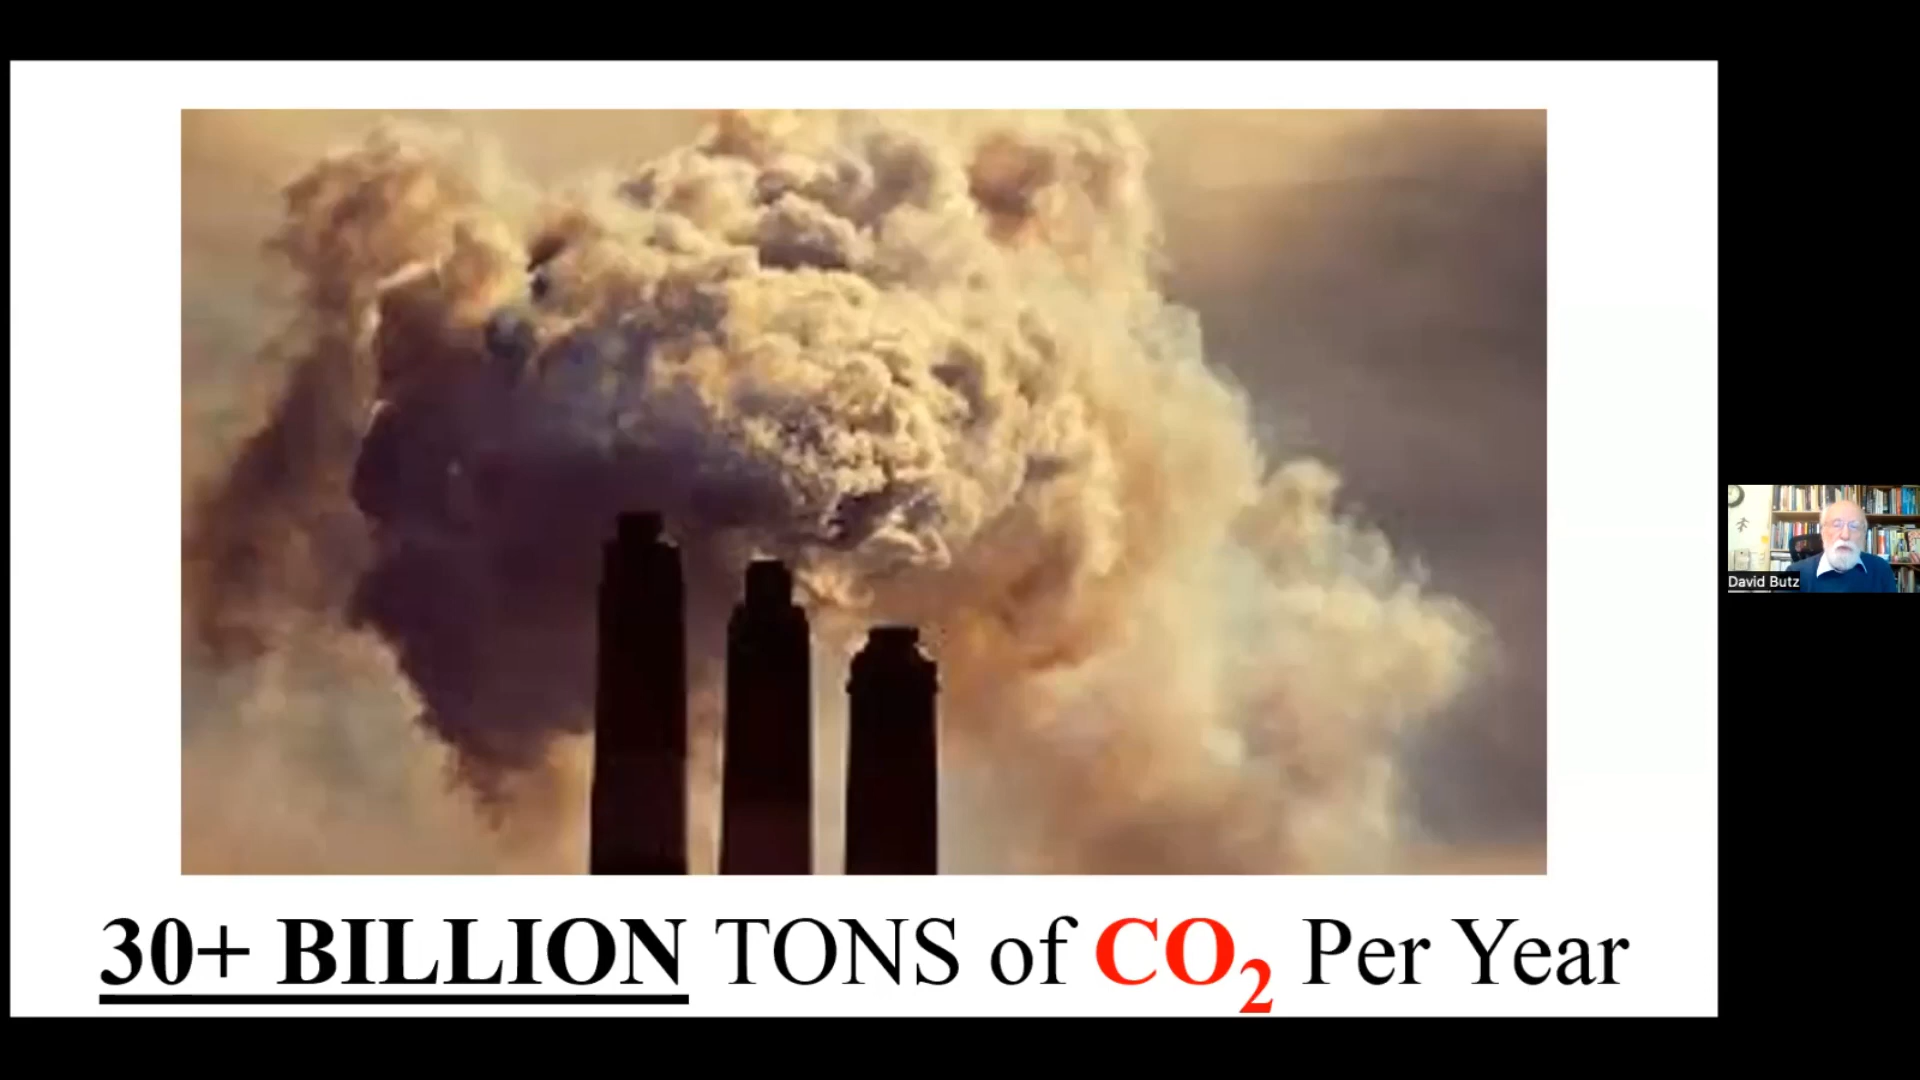 30+ BILLION TONS of CO₂ Per Year
David Butz